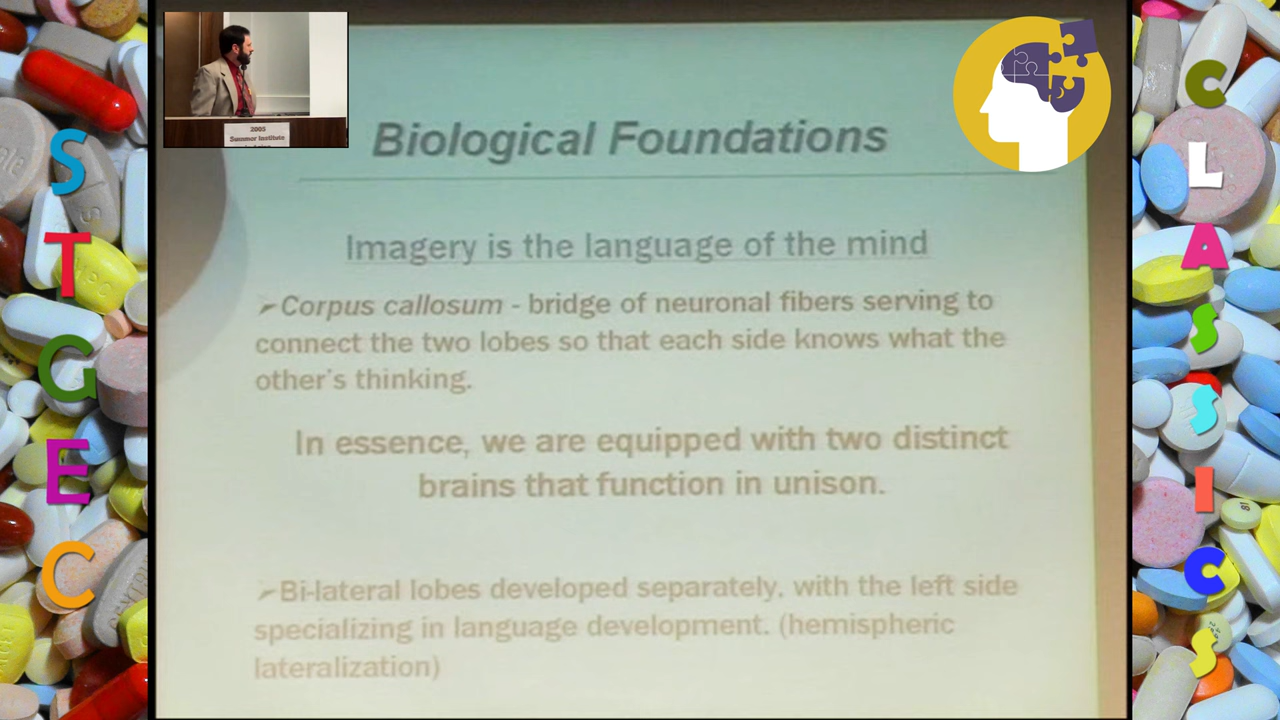 2005
Summer Institute
Biological Foundations
Imagery is the language of the mind
➢Corpus callosum - bridge of neuronal fibers serving to
connect the two lobes so that each side knows what the
other's thinking.
In essence, we are equipped with two distinct
brains that function in unison.
➢Bi-lateral lobes developed separately, with the left side
specializing in language development. (hemispheric
lateralization)
STGEC
CLASSICS